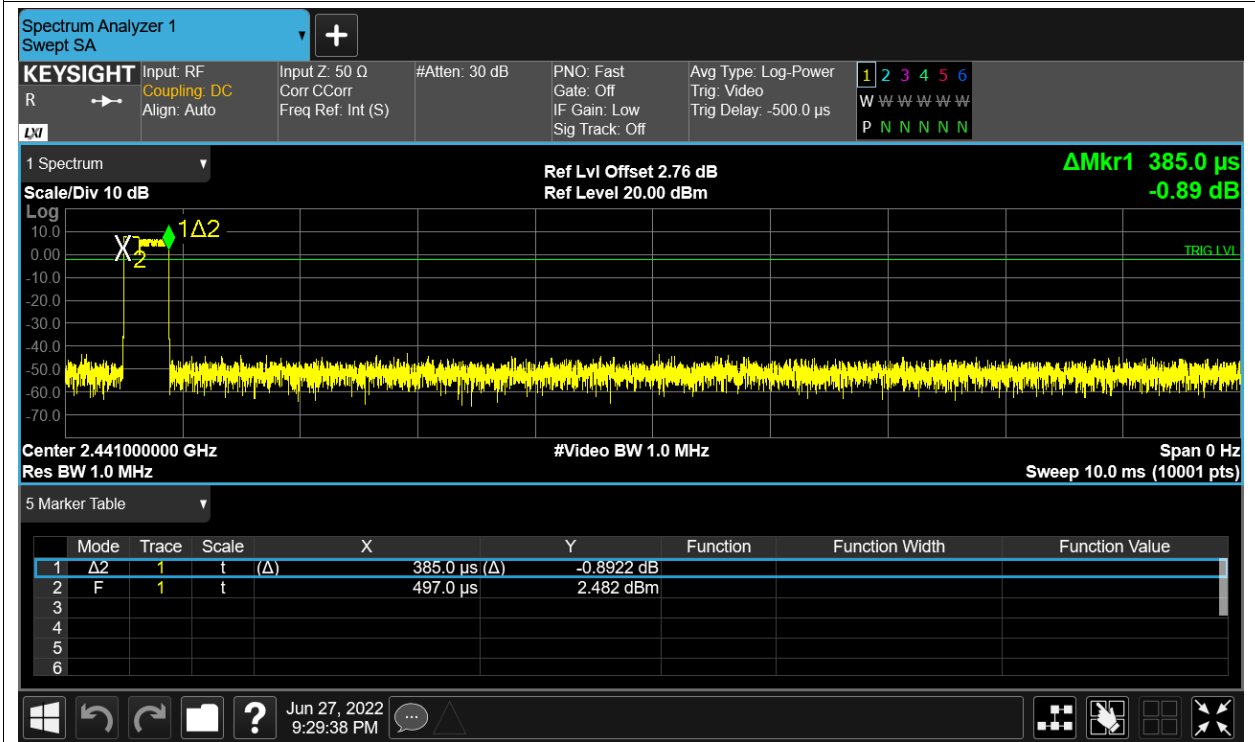 Spectrum Analyzer 1
Swept SA
KEYSIGHT Input: RF Input Z: 50 Ω #Atten: 30 dB PNO: Fast Avg Type: Log-Power 1 2 3 4 5 6
R Coupling: DC Corr CCorr Gate: Off Trig: Video W W W W W W
Align: Auto Freq Ref: Int (S) IF Gain: Low Trig Delay: -500.0 µs
LXI Sig Track: Off P N N N N N
1 Spectrum Ref Lvl Offset 2.76 dB ΔMkr1 385.0 µs
Scale/Div 10 dB Ref Level 20.00 dBm -0.89 dB
Log
10.0 1Δ2
0.00 X 2 TRIG LVL
-10.0
-20.0
-30.0
-40.0
-50.0
-60.0
-70.0
Center 2.441000000 GHz #Video BW 1.0 MHz Span 0 Hz
Res BW 1.0 MHz Sweep 10.0 ms (10001 pts)
5 Marker Table
Mode Trace Scale X Y Function Function Width Function Value
1 Δ2 1 t (Δ) 385.0 µs (Δ) -0.8922 dB
2 F 1 t 497.0 µs 2.482 dBm
3
4
5
6
? Jun 27, 2022
9:29:38 PM